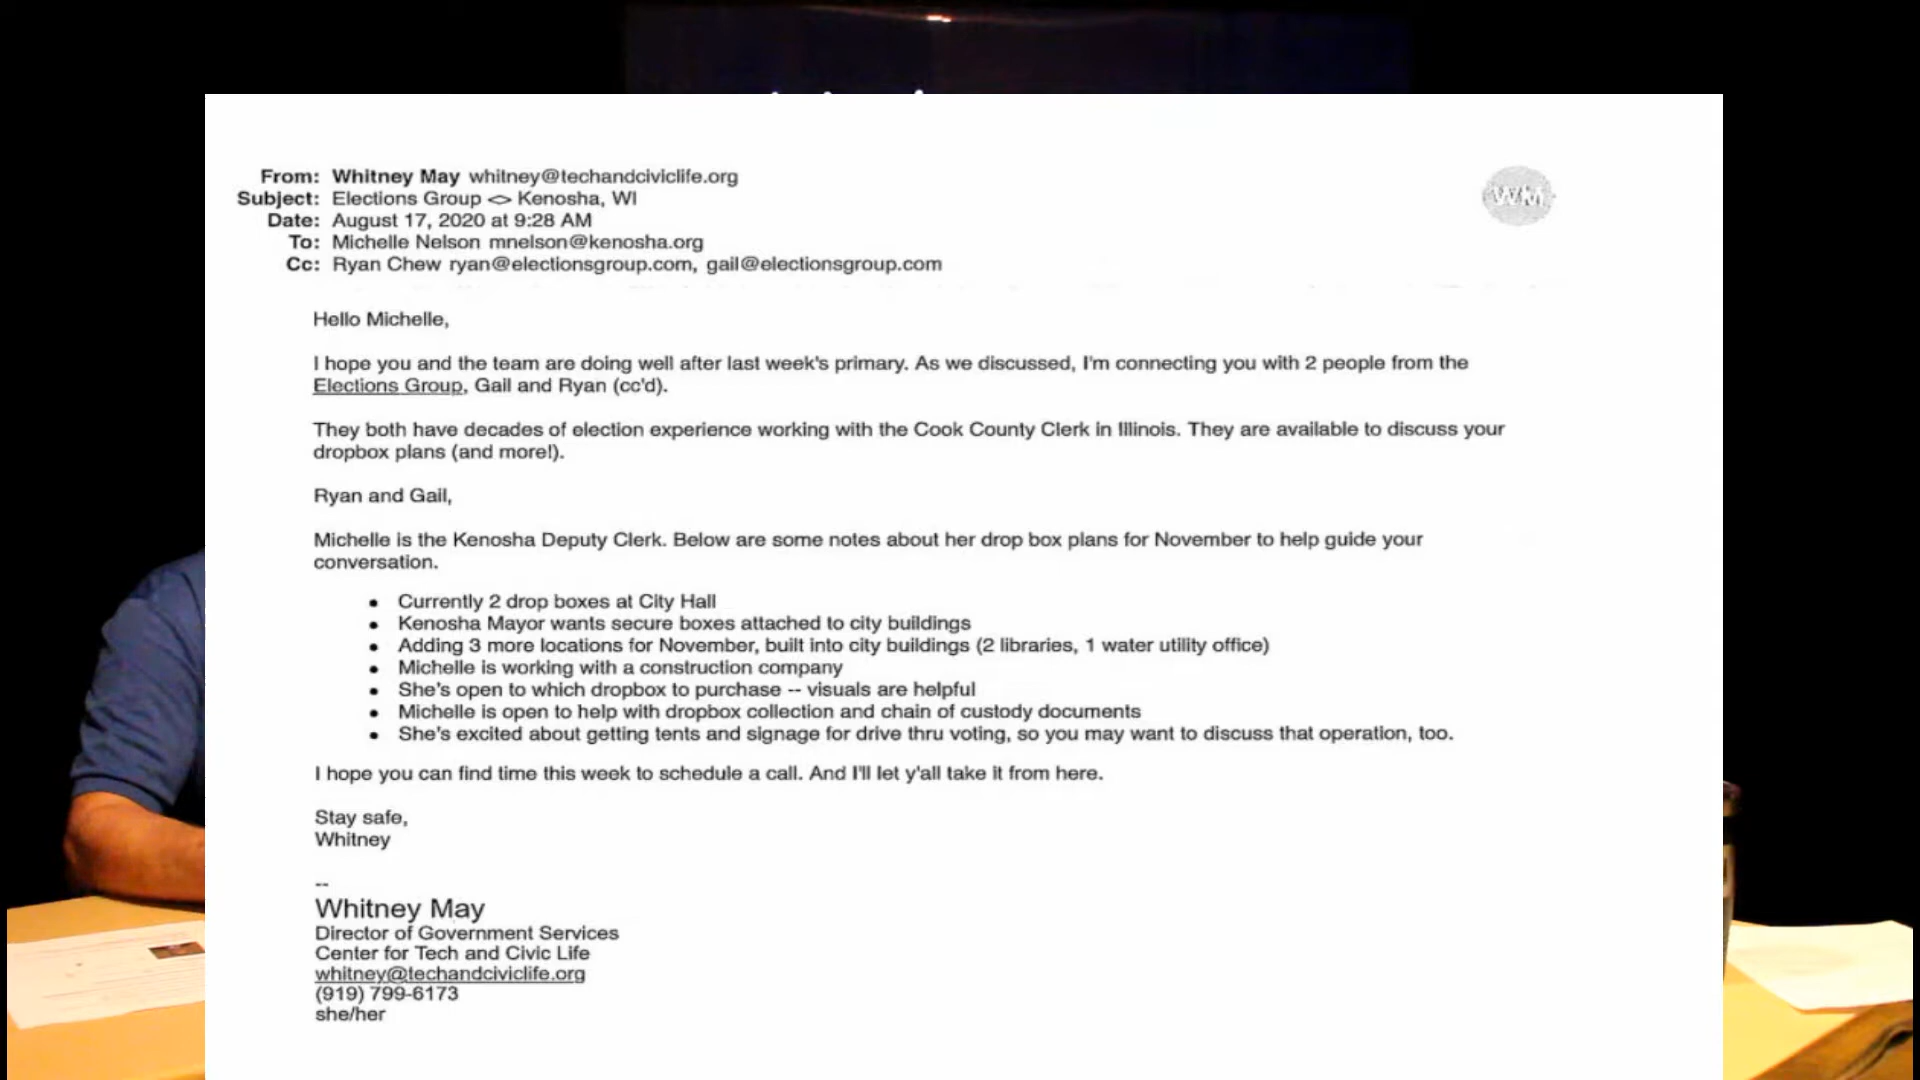 From: Whitney May whitney@techandciviclife.org
Subject: Elections Group <> Kenosha, WI
Date: August 17, 2020 at 9:28 AM
To: Michelle Nelson mnelson@kenosha.org
Cc: Ryan Chew ryan@electionsgroup.com, gail@electionsgroup.com
WM
Hello Michelle,
I hope you and the team are doing well after last week's primary. As we discussed, I'm connecting you with 2 people from the
Elections Group, Gail and Ryan (cc'd).
They both have decades of election experience working with the Cook County Clerk in Illinois. They are available to discuss your
dropbox plans (and more!).
Ryan and Gail,
Michelle is the Kenosha Deputy Clerk. Below are some notes about her drop box plans for November to help guide your
conversation.
• Currently 2 drop boxes at City Hall
• Kenosha Mayor wants secure boxes attached to city buildings
• Adding 3 more locations for November, built into city buildings (2 libraries, 1 water utility office)
• Michelle is working with a construction company
• She's open to which dropbox to purchase -- visuals are helpful
• Michelle is open to help with dropbox collection and chain of custody documents
• She's excited about getting tents and signage for drive thru voting, so you may want to discuss that operation, too.
I hope you can find time this week to schedule a call. And I'll let y'all take it from here.
Stay safe,
Whitney
--
Whitney May
Director of Government Services
Center for Tech and Civic Life
whitney@techandciviclife.org
(919) 799-6173
she/her